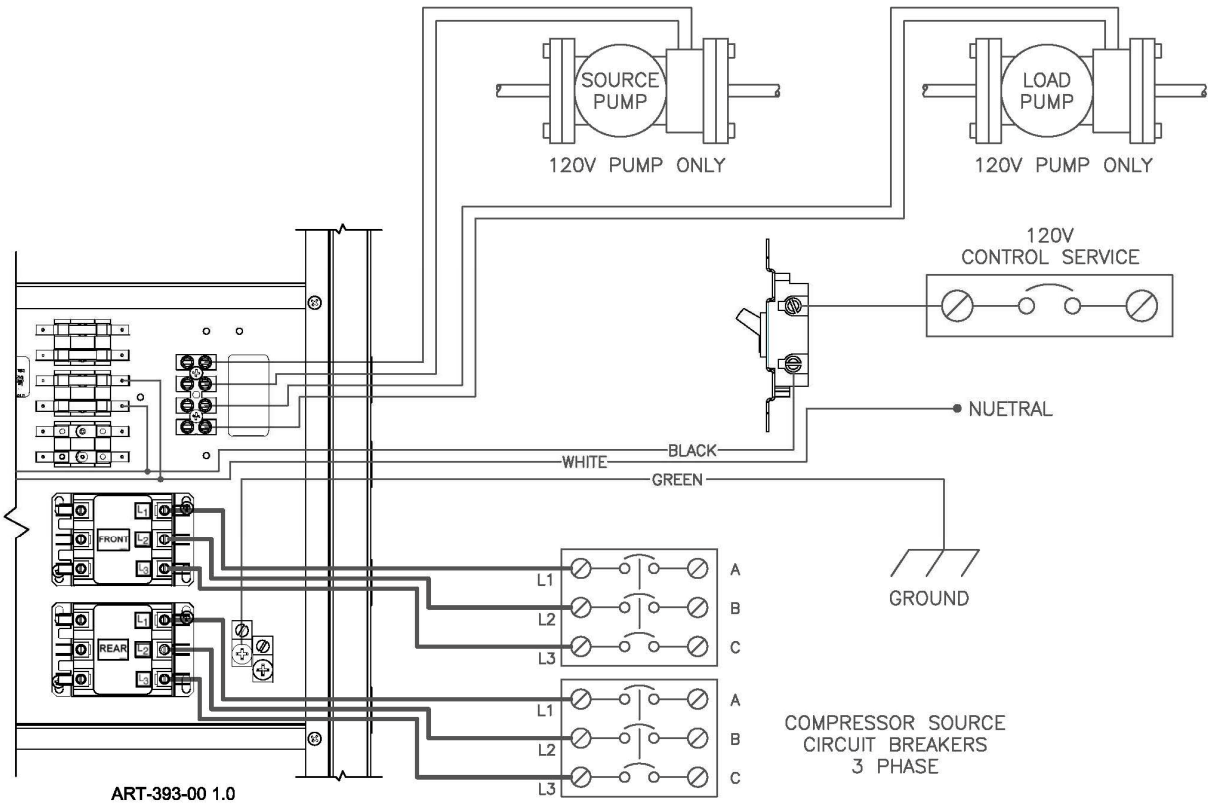 SOURCE
PUMP
120V PUMP ONLY
LOAD
PUMP
120V PUMP ONLY
120V
CONTROL SERVICE
NUETRAL
BLACK
WHITE
GREEN
GROUND
L1
FRONT
L2
L3
L1
REAR
L2
L3
L1
A
L2
B
L3
C
L1
A
L2
B
L3
C
COMPRESSOR SOURCE
CIRCUIT BREAKERS
3 PHASE
ART-393-00 1.0